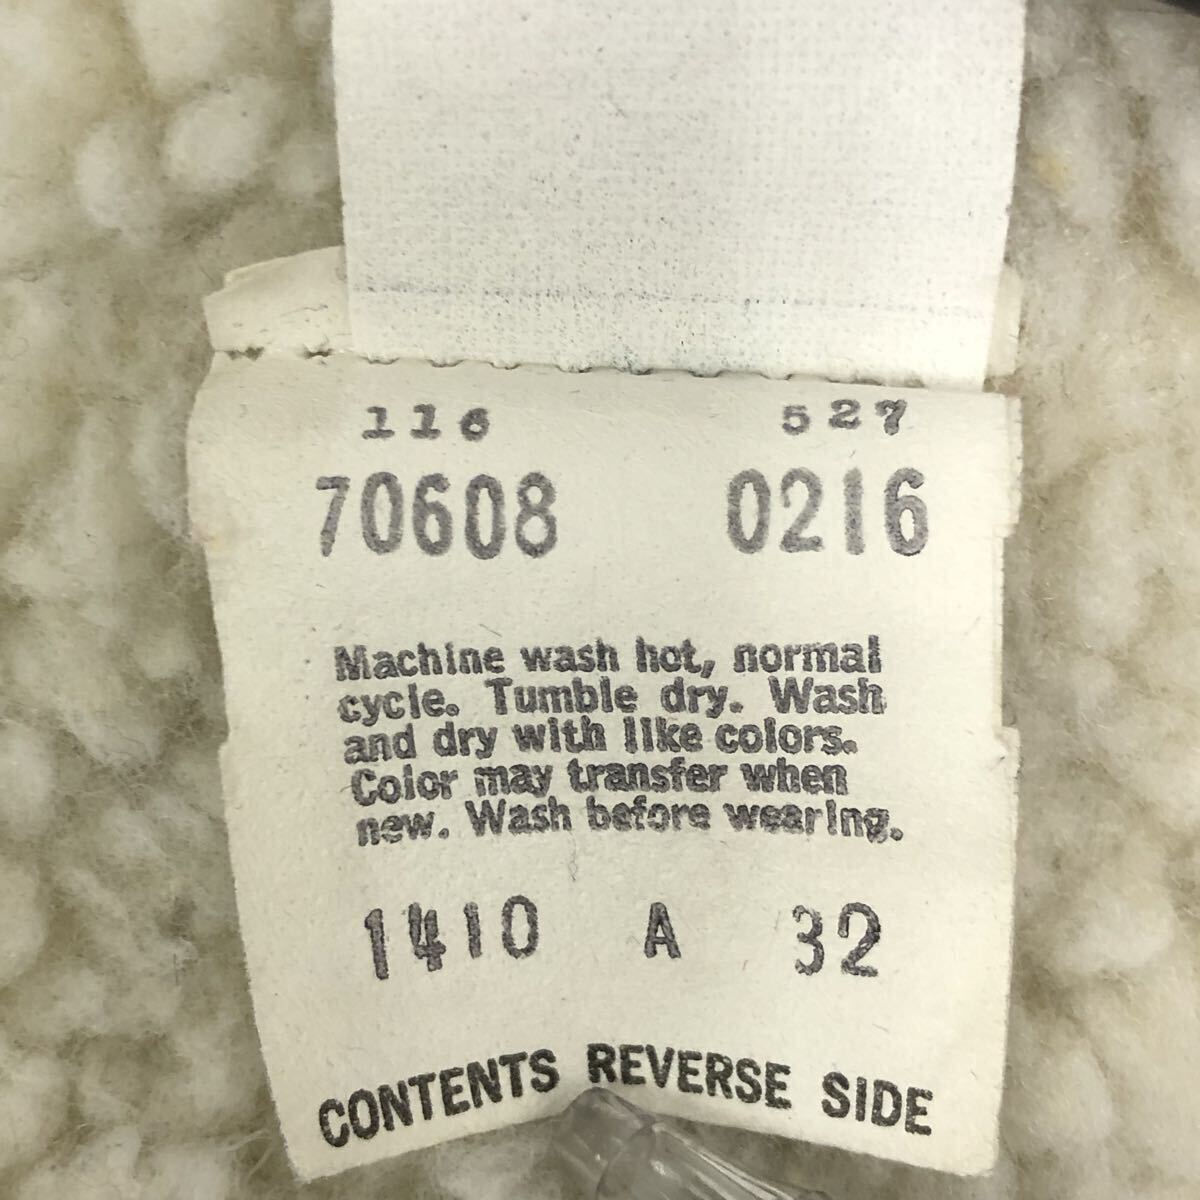 116 527
70608 0216
Machine wash hot, normal
cycle. Tumble dry. Wash
and dry with like colors.
Color may transfer when
new. Wash before wearing.
1410 A 32
CONTENTS REVERSE SIDE